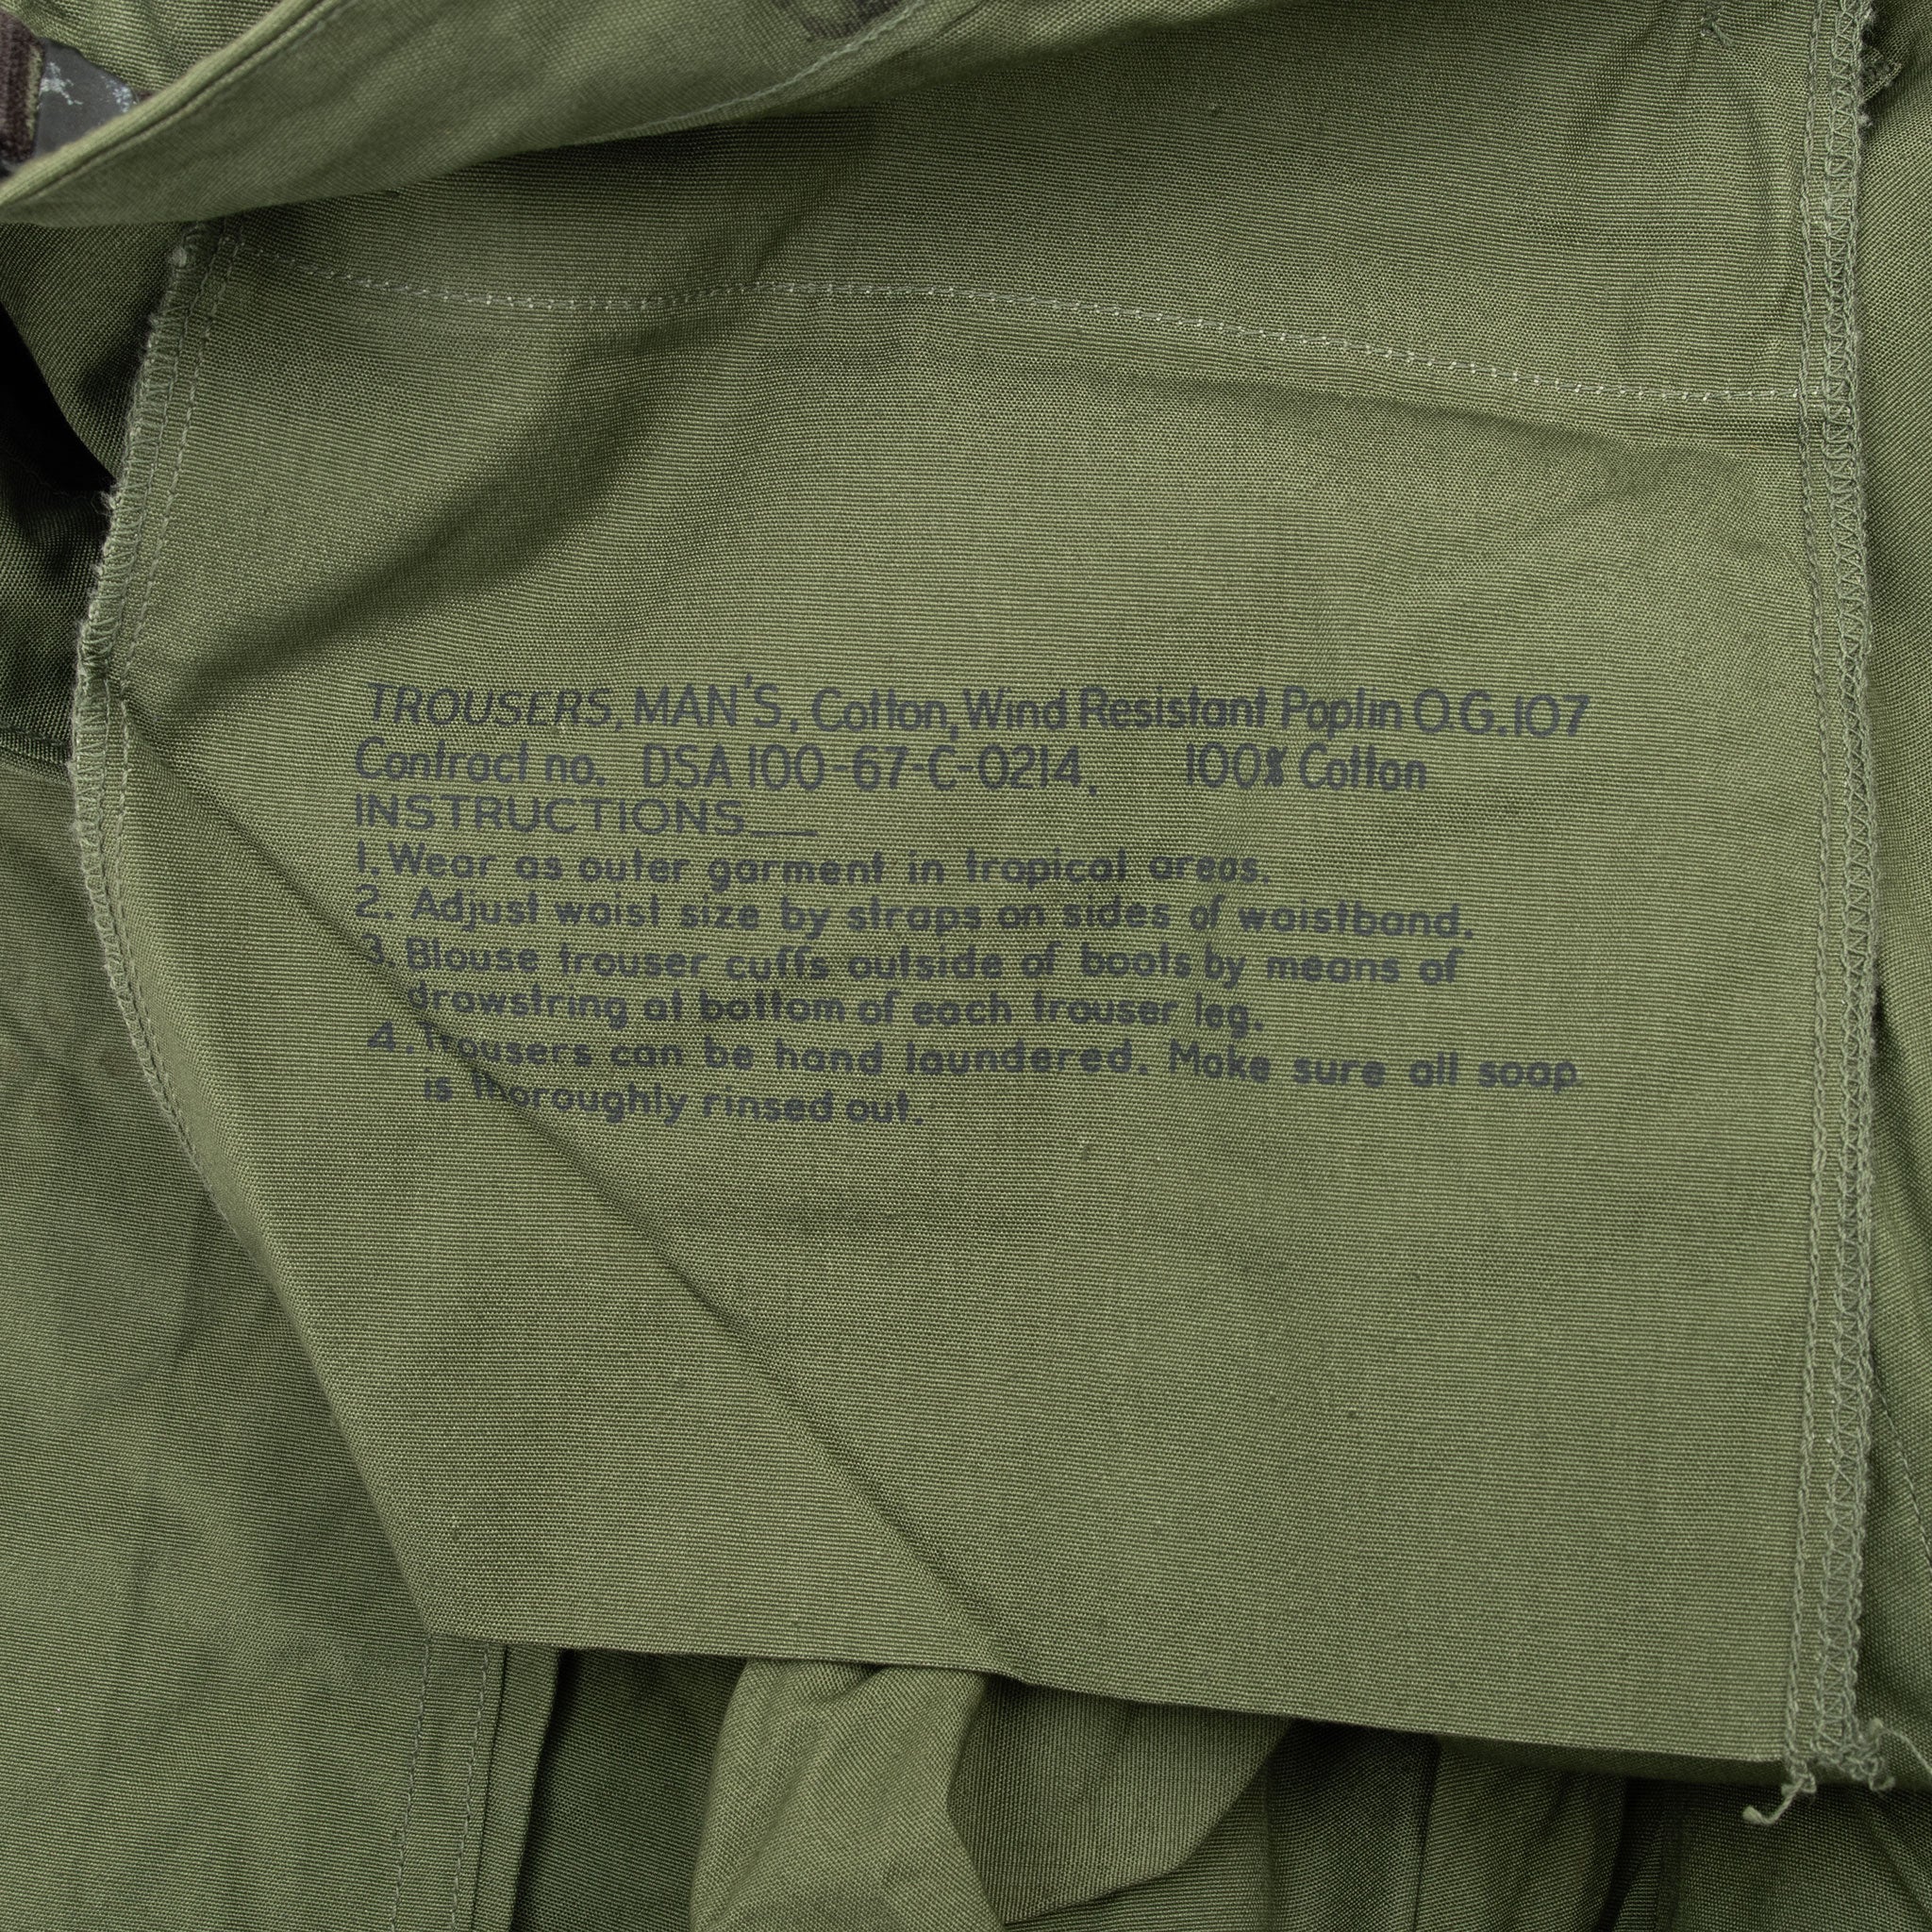 TROUSERS, MAN'S, Cotton, Wind Resistant Poplin O.G.107
Contract no. DSA 100-67-C-0214. 100% Cotton
INSTRUCTIONS__
1. Wear as outer garment in tropical areas.
2. Adjust waist size by straps on sides of waistband.
3. Blouse trouser cuffs outside of boots by means of
drawstring at bottom of each trouser leg.
4. Trousers can be hand laundered. Make sure all soap
is thoroughly rinsed out.